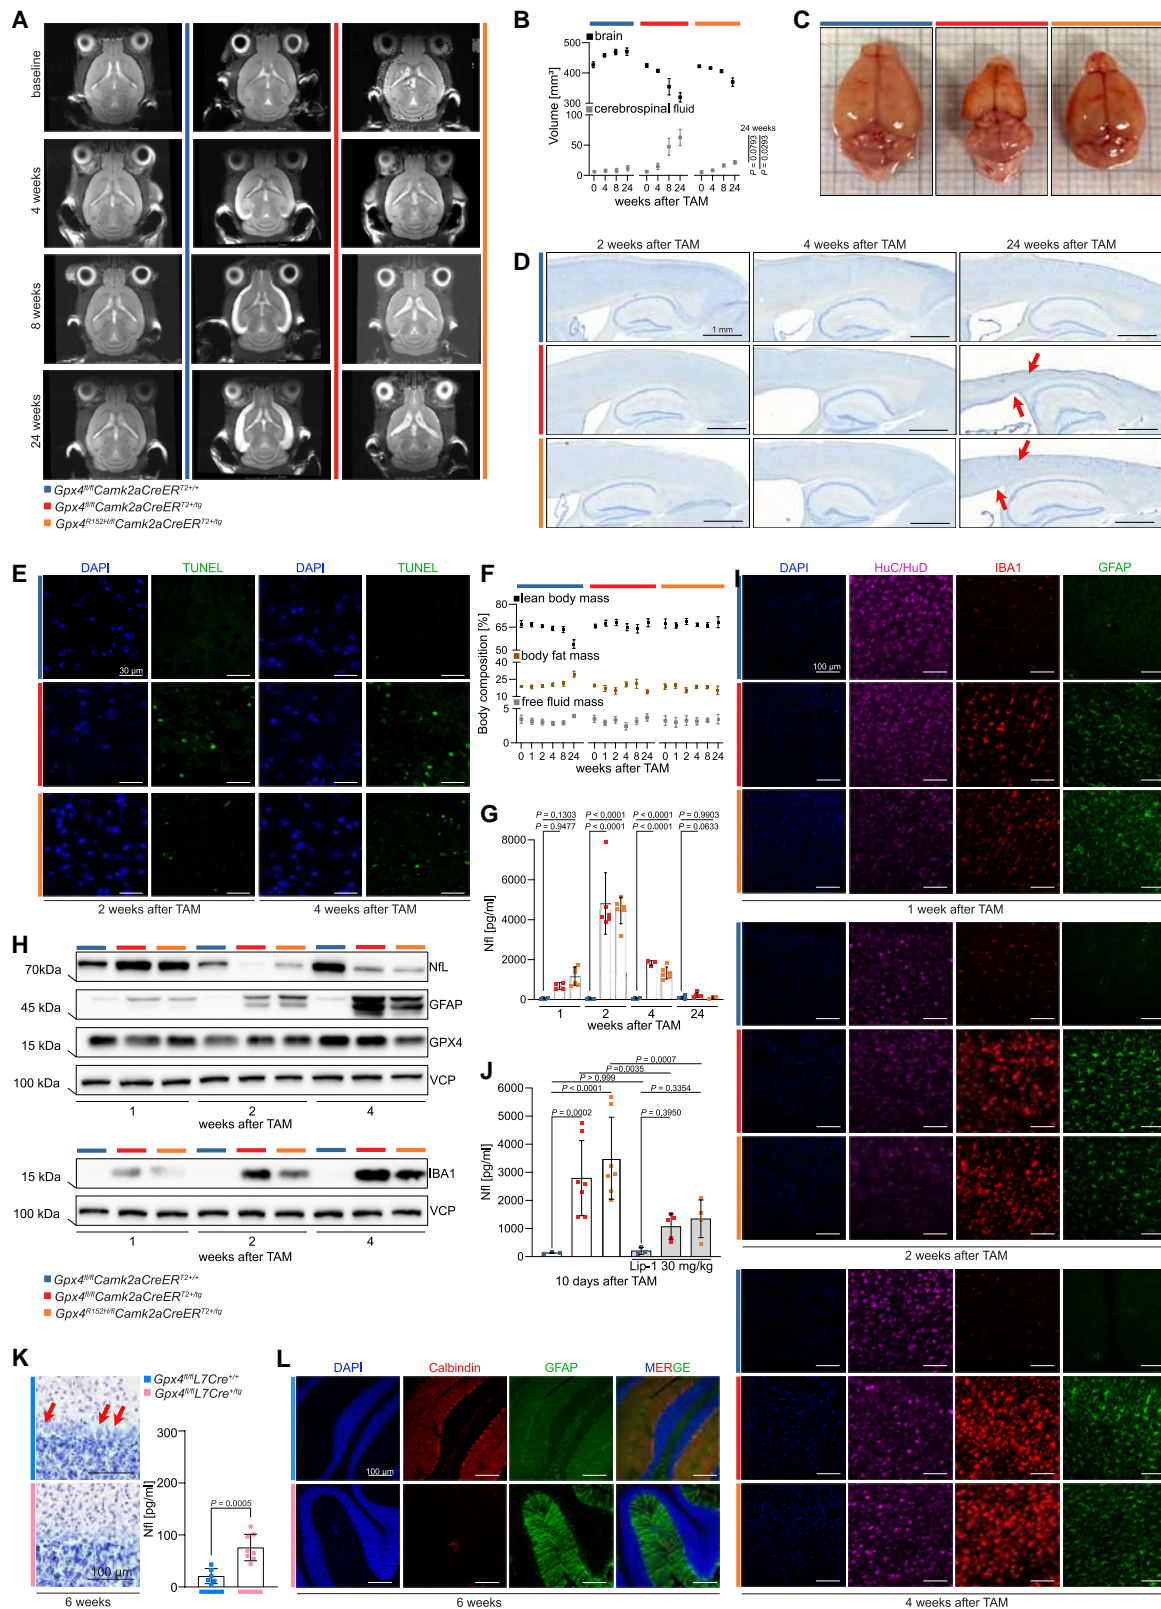 A
baseline
4 weeks
8 weeks
24 weeks
Gpx4fl/flCamk2aCreERT2+/+
Gpx4fl/flCamk2aCreERT2+/tg
Gpx4R152H/flCamk2aCreERT2+/tg
B
brain
500
400
300
cerebrospinal fluid
100
50
0
Volume [mm³]
0 4 8 24 0 4 8 24 0 4 8 24
weeks after TAM
24 weeks
P = 0.0793
P = 0.0293
C
D
2 weeks after TAM
4 weeks after TAM
24 weeks after TAM
1 mm
E
DAPI
TUNEL
DAPI
TUNEL
30 µm
2 weeks after TAM
4 weeks after TAM
F
lean body mass
80
65
50
body fat mass
40
25
10
free fluid mass
5
0
Body composition [%]
0 1 2 4 8 24 0 1 2 4 8 24 0 1 2 4 8 24
weeks after TAM
G
P = 0.1303
P = 0.9477
P < 0.0001
P < 0.0001
P < 0.0001
P < 0.0001
P = 0.9903
P = 0.0633
8000
6000
4000
2000
0
Nfl [pg/ml]
1 2 4 24
weeks after TAM
H
70kDa
NfL
45 kDa
GFAP
15 kDa
GPX4
100 kDa
VCP
1 2 4
weeks after TAM
15 kDa
IBA1
100 kDa
VCP
1 2 4
weeks after TAM
Gpx4fl/flCamk2aCreERT2+/+
Gpx4fl/flCamk2aCreERT2+/tg
Gpx4R152H/flCamk2aCreERT2+/tg
I
DAPI
HuC/HuD
IBA1
GFAP
100 µm
1 week after TAM
2 weeks after TAM
4 weeks after TAM
J
P = 0.0007
P =0.0035
P > 0.999
P < 0.0001
P = 0.3354
P = 0.0002
P = 0.3950
6000
5000
4000
3000
2000
1000
0
Nfl [pg/ml]
Lip-1 30 mg/kg
10 days after TAM
K
Gpx4fl/flL7Cre+/+
Gpx4fl/flL7Cre+/tg
100 µm
6 weeks
300
300
100
0
Nfl [pg/ml]
P = 0.0005
L
DAPI
Calbindin
GFAP
MERGE
100 µm
6 weeks